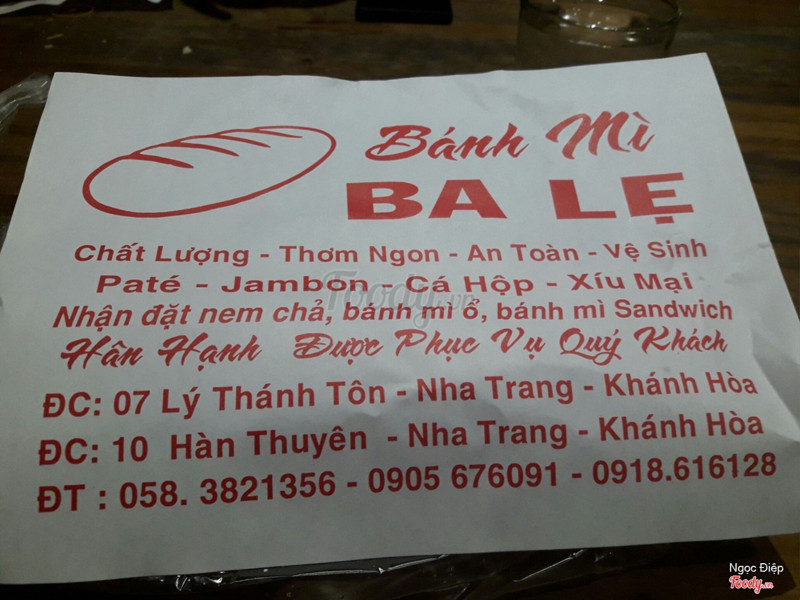 Bánh Mì
BA LẸ
Chất Lượng - Thơm Ngon - An Toàn - Vệ Sinh
Paté - Jambon - Cá Hộp - Xíu Mại
Foody.vn
Nhận đặt nem chả, bánh mì ổ, bánh mì Sandwich
Hân Hạnh Được Phục Vụ Quý Khách
ĐC: 07 Lý Thánh Tôn - Nha Trang - Khánh Hòa
ĐC: 10 Hàn Thuyên - Nha Trang - Khánh Hòa
ĐT : 058. 3821356 - 0905 676091 - 0918.616128
Ngọc Điệp
Foody.vn